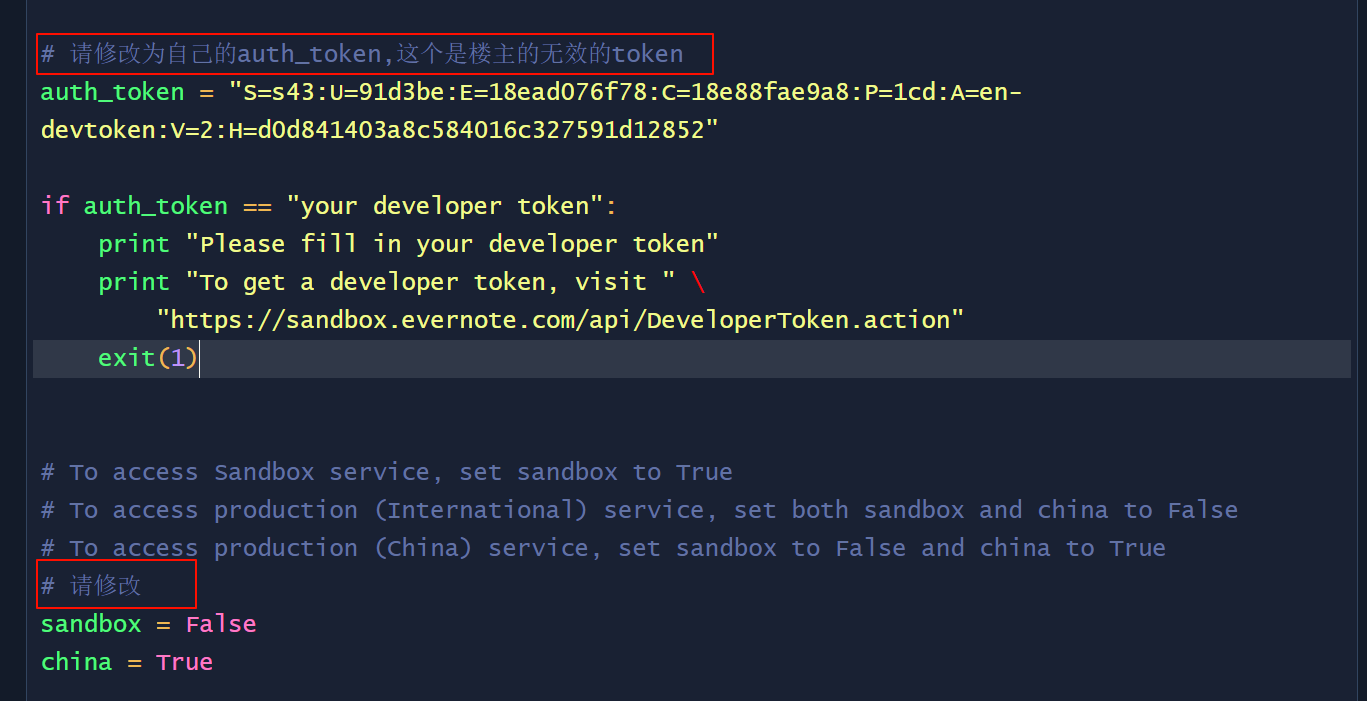 # 请修改为自己的auth_token,这个是楼主的无效的token
auth_token = "S=s43:U=91d3be:E=18ead076f78:C=18e88fae9a8:P=1cd:A=en-
devtoken:V=2:H=d0d841403a8c584016c327591d12852"
if auth_token == "your developer token":
print "Please fill in your developer token"
print "To get a developer token, visit " \
"https://sandbox.evernote.com/api/DeveloperToken.action"
exit(1)
# To access Sandbox service, set sandbox to True
# To access production (International) service, set both sandbox and china to False
# To access production (China) service, set sandbox to False and china to True
# 请修改
sandbox = False
china = True